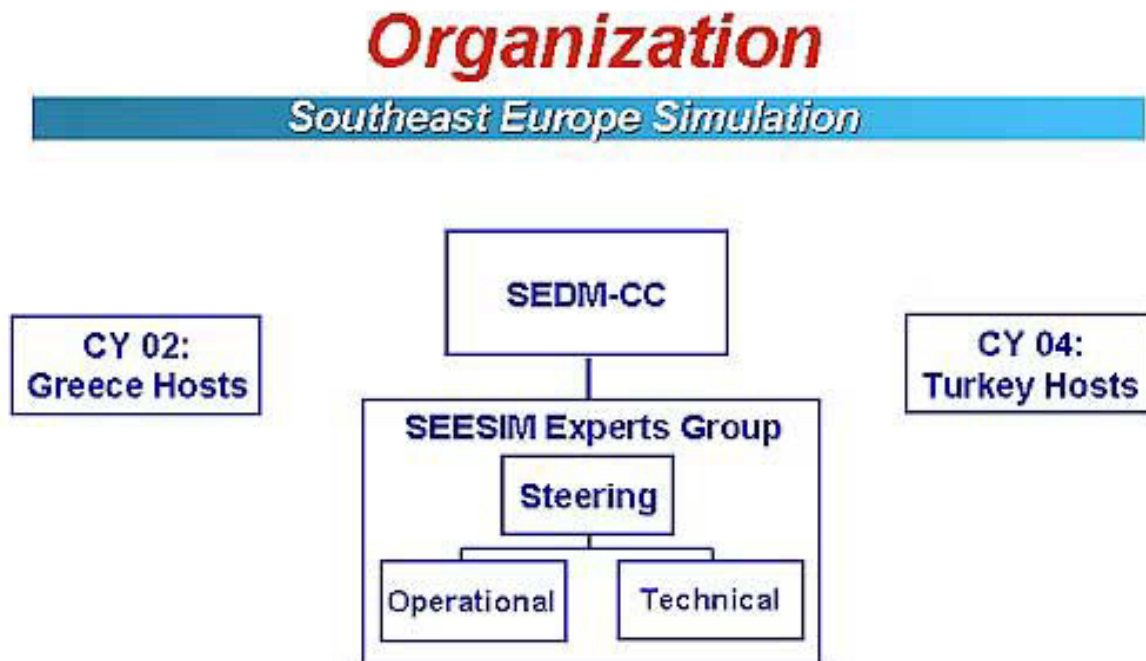 Organization
Southeast Europe Simulation
SEDM-CC
CY 02:
Greece Hosts
CY 04:
Turkey Hosts
SEESIM Experts Group
Steering
Operational
Technical